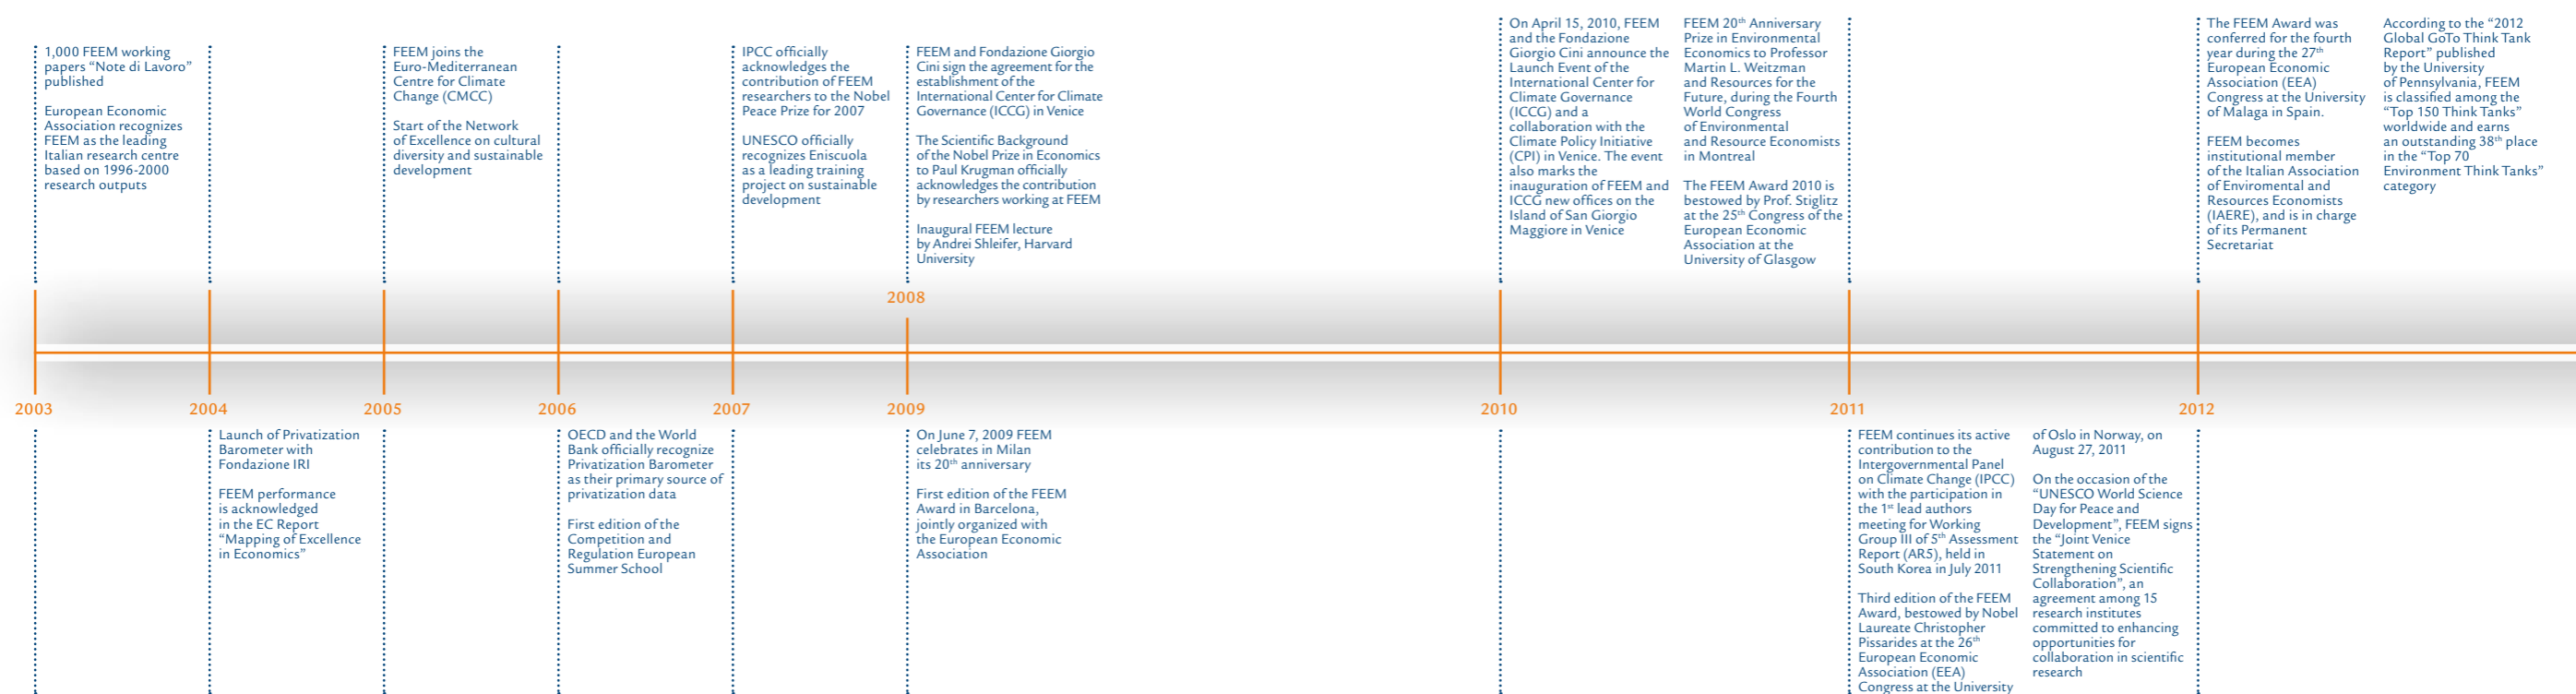 1,000 FEEM working
papers “Note di Lavoro”
published
European Economic
Association recognizes
FEEM as the leading
Italian research centre
based on 1996-2000
research outputs
FEEM joins the
Euro-Mediterranean
Centre for Climate
Change (CMCC)
Start of the Network
of Excellence on cultural
diversity and sustainable
development
IPCC officially
acknowledges the
contribution of FEEM
researchers to the Nobel
Peace Prize for 2007
UNESCO officially
recognizes Eniscuola
as a leading training
project on sustainable
development
FEEM and Fondazione Giorgio
Cini sign the agreement for the
establishment of the
International Center for Climate
Governance (ICCG) in Venice
The Scientific Background
of the Nobel Prize in Economics
to Paul Krugman officially
acknowledges the contribution
by researchers working at FEEM
Inaugural FEEM lecture
by Andrei Shleifer, Harvard
University
On April 15, 2010, FEEM
and the Fondazione
Giorgio Cini announce the
Launch Event of the
International Center for
Climate Governance
(ICCG) and a
collaboration with the
Climate Policy Initiative
(CPI) in Venice. The event
also marks the
inauguration of FEEM and
ICCG new offices on the
Island of San Giorgio
Maggiore in Venice
FEEM 20th Anniversary
Prize in Environmental
Economics to Professor
Martin L. Weitzman
and Resources for the
Future, during the Fourth
World Congress
of Environmental
and Resource Economists
in Montreal
The FEEM Award 2010 is
bestowed by Prof. Stiglitz
at the 25th Congress of the
European Economic
Association at the
University of Glasgow
The FEEM Award was
conferred for the fourth
year during the 27th
European Economic
Association (EEA)
Congress at the University
of Malaga in Spain.
FEEM becomes
institutional member
of the Italian Association
of Enviromental and
Resources Economists
(IAERE), and is in charge
of its Permanent
Secretariat
According to the “2012
Global GoTo Think Tank
Report” published
by the University
of Pennsylvania, FEEM
is classified among the
“Top 150 Think Tanks”
worldwide and earns
an outstanding 38th place
in the “Top 70
Environment Think Tanks”
category
2008
2003
2004
2005
2006
2007
2009
2010
2011
2012
Launch of Privatization
Barometer with
Fondazione IRI
FEEM performance
is acknowledged
in the EC Report
“Mapping of Excellence
in Economics”
OECD and the World
Bank officially recognize
Privatization Barometer
as their primary source of
privatization data
First edition of the
Competition and
Regulation European
Summer School
On June 7, 2009 FEEM
celebrates in Milan
its 20th anniversary
First edition of the FEEM
Award in Barcelona,
jointly organized with
the European Economic
Association
FEEM continues its active
contribution to the
Intergovernmental Panel
on Climate Change (IPCC)
with the participation in
the 1st lead authors
meeting for Working
Group III of 5th Assessment
Report (AR5), held in
South Korea in July 2011
Third edition of the FEEM
Award, bestowed by Nobel
Laureate Christopher
Pissarides at the 26th
European Economic
Association (EEA)
Congress at the University
of Oslo in Norway, on
August 27, 2011
On the occasion of the
“UNESCO World Science
Day for Peace and
Development”, FEEM signs
the “Joint Venice
Statement on
Strengthening Scientific
Collaboration”, an
agreement among 15
research institutes
committed to enhancing
opportunities for
collaboration in scientific
research